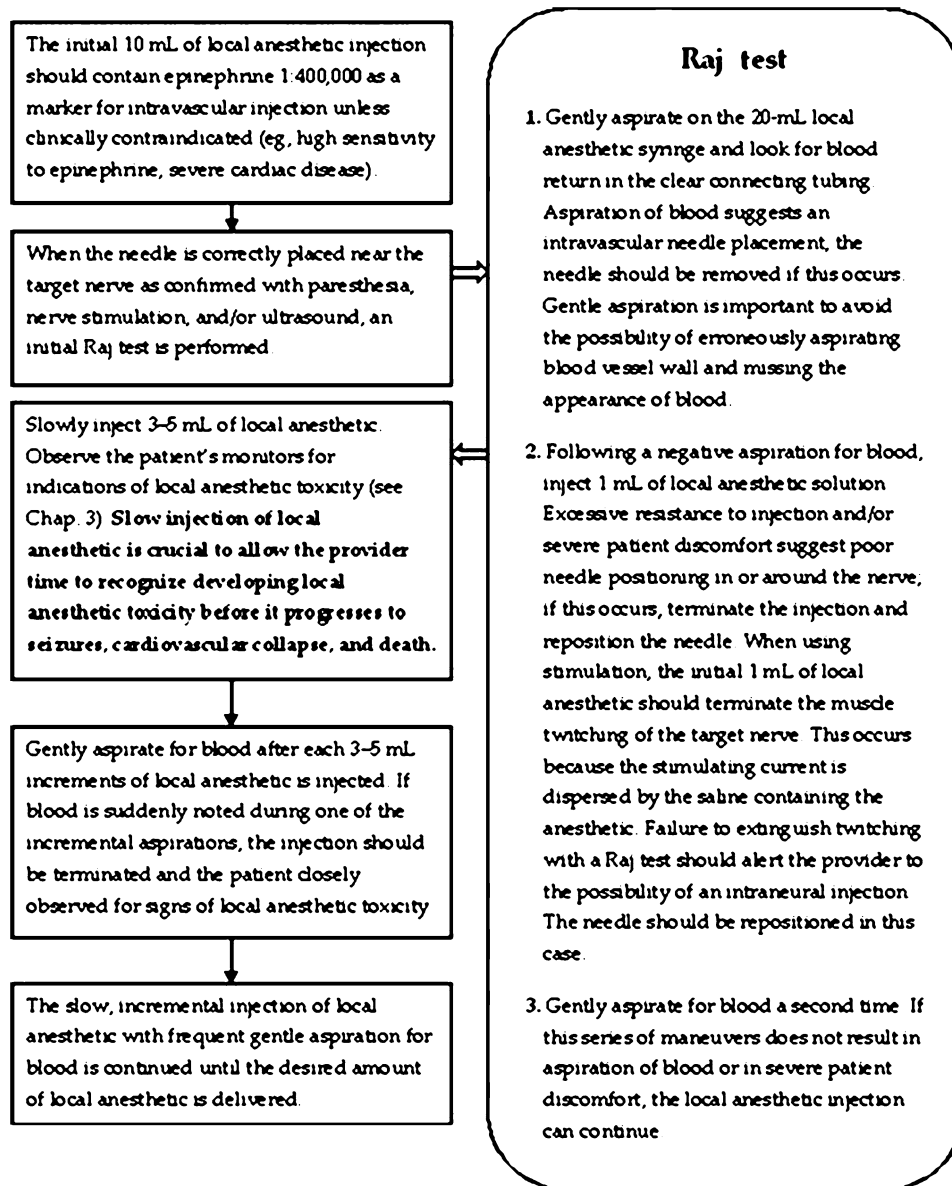 The initial 10 mL of local anesthetic injection
should contain epinephrine 1:400,000 as a
marker for intravascular injection unless
clinically contraindicated (eg, high sensitivity
to epinephrine, severe cardiac disease).
When the needle is correctly placed near the
target nerve as confirmed with paresthesia,
nerve stimulation, and/or ultrasound, an
initial Raj test is performed
Slowly inject 3–5 mL of local anesthetic.
Observe the patient's monitors for
indications of local anesthetic toxicity (see
Chap. 3) Slow injection of local
anesthetic is crucial to allow the provider
time to recognize developing local
anesthetic toxicity before it progresses to
seizures, cardiovascular collapse, and death.
Gently aspirate for blood after each 3–5 mL
increments of local anesthetic is injected. If
blood is suddenly noted during one of the
incremental aspirations, the injection should
be terminated and the patient closely
observed for signs of local anesthetic toxicity
The slow, incremental injection of local
anesthetic with frequent gentle aspiration for
blood is continued until the desired amount
of local anesthetic is delivered.
Raj test
1. Gently aspirate on the 20-mL local
anesthetic syringe and look for blood
return in the clear connecting tubing.
Aspiration of blood suggests an
intravascular needle placement, the
needle should be removed if this occurs.
Gentle aspiration is important to avoid
the possibility of erroneously aspirating
blood vessel wall and missing the
appearance of blood.
2. Following a negative aspiration for blood,
inject 1 mL of local anesthetic solution
Excessive resistance to injection and/or
severe patient discomfort suggest poor
needle positioning in or around the nerve;
if this occurs, terminate the injection and
reposition the needle When using
stimulation, the initial 1 mL of local
anesthetic should terminate the muscle
twitching of the target nerve. This occurs
because the stimulating current is
dispersed by the saline containing the
anesthetic. Failure to extinguish twitching
with a Raj test should alert the provider to
the possibility of an intraneural injection
The needle should be repositioned in this
case.
3. Gently aspirate for blood a second time If
this series of maneuvers does not result in
aspiration of blood or in severe patient
discomfort, the local anesthetic injection
can continue